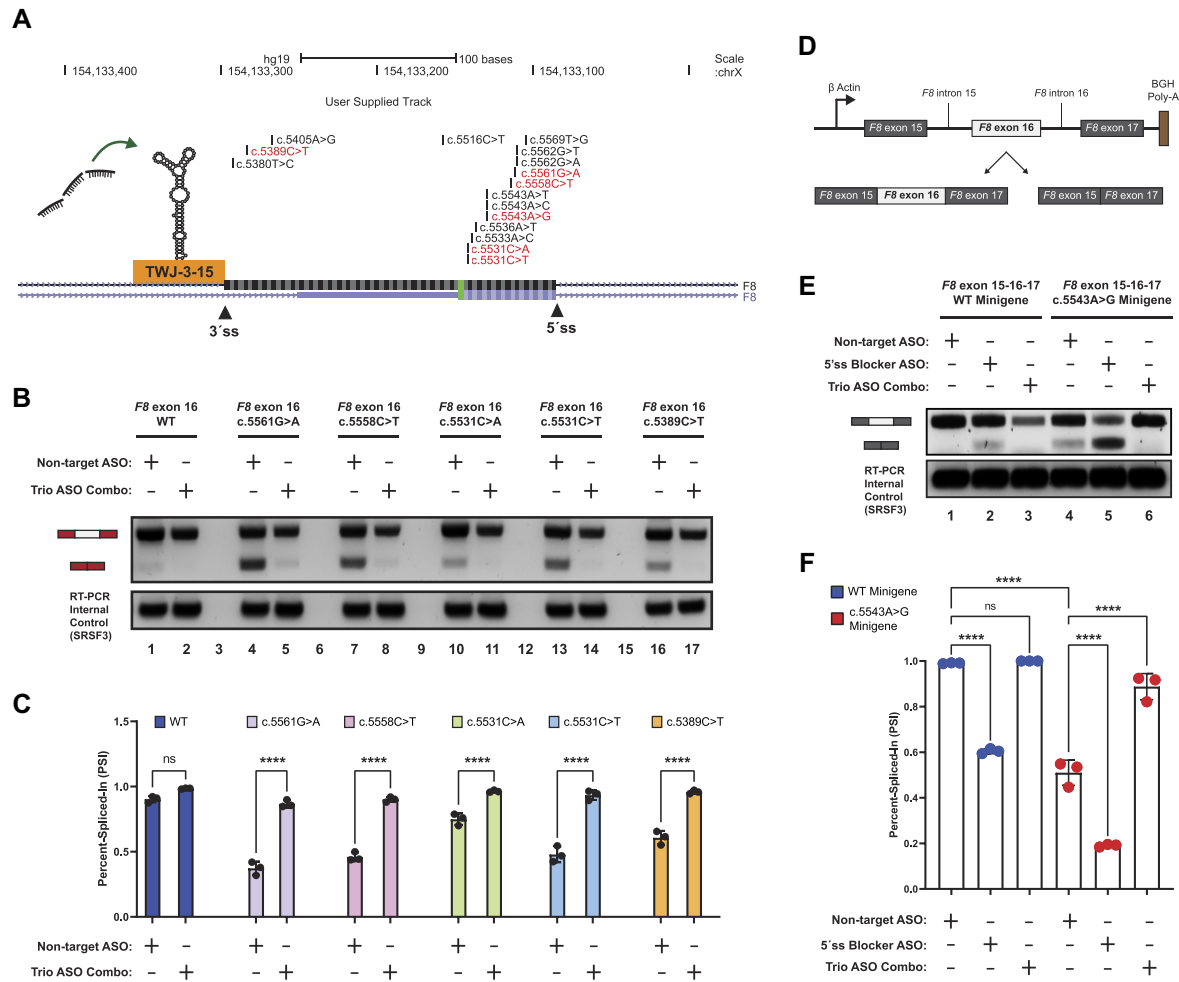 A
hg19
100 bases
Scale
154,133,400
154,133,300
154,133,200
154,133,100
:chrX
User Supplied Track
c.5405A>G
c.5389C>T
c.5380T>C
c.5516C>T
c.5569T>G
c.5562G>T
c.5562G>A
c.5561G>A
c.5558C>T
c.5543A>T
c.5543A>C
c.5543A>G
c.5536A>T
c.5533A>C
c.5531C>A
c.5531C>T
TWJ-3-15
F8
F8
3´ss
5´ss
B
F8 exon 16
WT
F8 exon 16
c.5561G>A
F8 exon 16
c.5558C>T
F8 exon 16
c.5531C>A
F8 exon 16
c.5531C>T
F8 exon 16
c.5389C>T
Non-target ASO: + – + – + – + – + – + –
Trio ASO Combo: – + – + – + – + – + – +
RT-PCR
Internal
Control
(SRSF3)
1 2 3 4 5 6 7 8 9 10 11 12 13 14 15 16 17
C
WT
c.5561G>A
c.5558C>T
c.5531C>A
c.5531C>T
c.5389C>T
Percent-Spliced-In (PSI)
1.5
1.0
0.5
0.0
ns
****
****
****
****
****
Non-target ASO: + – + – + – + – + – + –
Trio ASO Combo: – + – + – + – + – + – +
D
β Actin
F8 intron 15
F8 intron 16
BGH
Poly-A
F8 exon 15
F8 exon 16
F8 exon 17
F8 exon 15
F8 exon 16
F8 exon 17
F8 exon 15
F8 exon 17
E
F8 exon 15-16-17
WT Minigene
F8 exon 15-16-17
c.5543A>G Minigene
Non-target ASO: + – – + – –
5'ss Blocker ASO: – + – – + –
Trio ASO Combo: – – + – – +
RT-PCR
Internal
Control
(SRSF3)
1 2 3 4 5 6
F
WT Minigene
c.5543A>G
Minigene
****
ns
****
****
****
Percent-Spliced-In (PSI)
1.0
0.6
0.4
0.2
0.0
Non-target ASO: + – – + – –
5´ss Blocker ASO: – + – – + –
Trio ASO Combo: – – + – – +